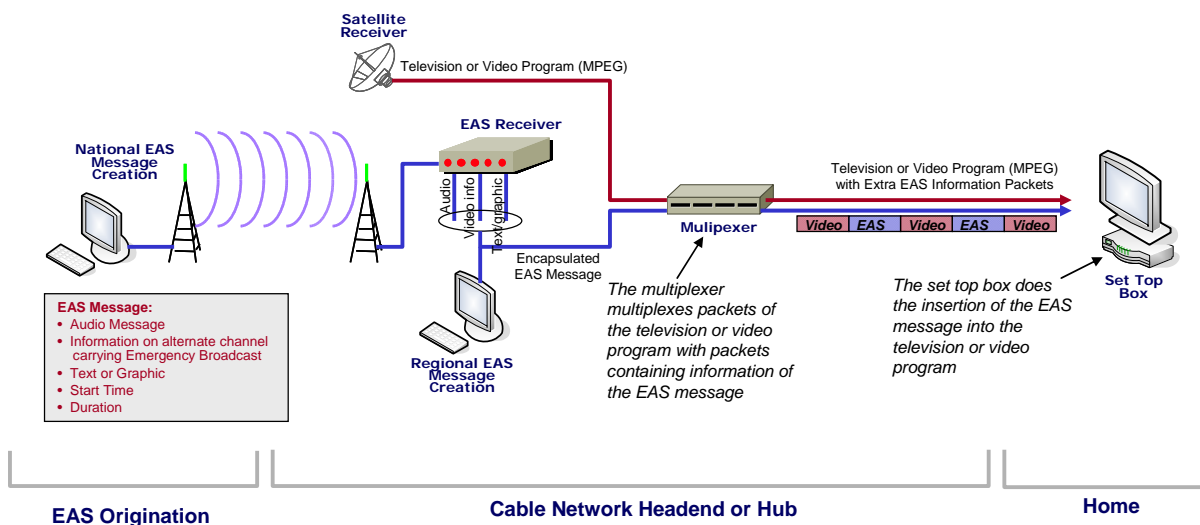 Satellite
Receiver
Television or Video Program (MPEG)
EAS Receiver
National EAS
Message
Creation
Audio
Video info
Text/graphic
Television or Video Program (MPEG)
with Extra EAS Information Packets
Mulipexer
Video EAS Video EAS Video
Encapsulated
EAS Message
Set Top
Box
EAS Message:
• Audio Message
• Information on alternate channel
carrying Emergency Broadcast
• Text or Graphic
• Start Time
• Duration
Regional EAS
Message
Creation
The multiplexer
multiplexes packets of
the television or video
program with packets
containing information of
the EAS message
The set top box does
the insertion of the EAS
message into the
television or video
program
EAS Origination
Cable Network Headend or Hub
Home